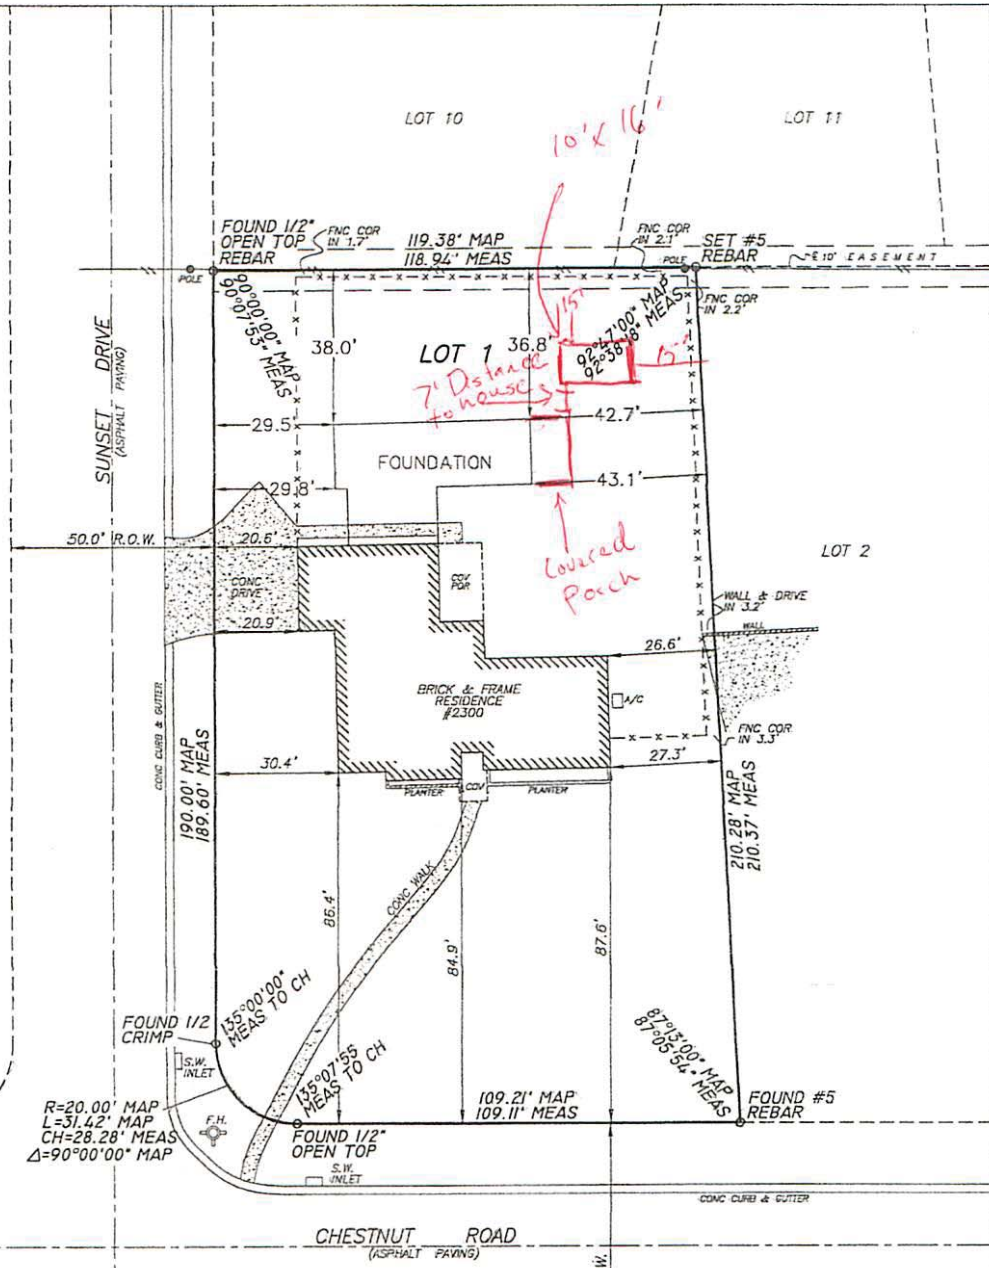 LOT 10
LOT 11
10' x 16'
FOUND 1/2"
OPEN TOP
REBAR
FNC COR
IN 1.7'
119.38' MAP
118.94' MEAS
FNC COR
IN 2.1'
SET #5
REBAR
POLE
POLE
10' EASEMENT
FNC COR
IN 2.2'
90°00'00" MAP
90°07'53" MEAS
15'
92°47'00" MAP
92°38'18" MEAS
38.0'
LOT 1
36.8'
15'
7' Distance
to house
SUNSET DRIVE
(ASPHALT PAVING)
29.5'
42.7'
FOUNDATION
29.8'
43.1'
50.0' R.O.W.
20.6'
Covered
Porch
LOT 2
CONC
DRIVE
COV
POR
20.9'
WALL & DRIVE
IN 3.2'
WALL
26.6'
BRICK & FRAME
RESIDENCE
#2300
A/C
FNC COR
IN 3.3'
CONC CURB & GUTTER
30.4'
27.3'
PLANTER
COV
PLANTER
190.00' MAP
189.60' MEAS
210.28' MAP
210.37' MEAS
CONC WALK
86.4'
84.9'
87.6'
135°00'00"
MEAS TO CH
FOUND 1/2
CRIMP
S.W.
INLET
135°07'55
MEAS TO CH
87°13'00" MAP
87°05'54" MEAS
109.21' MAP
109.11' MEAS
FOUND #5
REBAR
R=20.00' MAP
L=31.42' MAP
CH=28.28' MEAS
Δ=90°00'00" MAP
F.H.
FOUND 1/2"
OPEN TOP
S.W.
INLET
CONC CURB & GUTTER
CHESTNUT ROAD
(ASPHALT PAVING)
W.